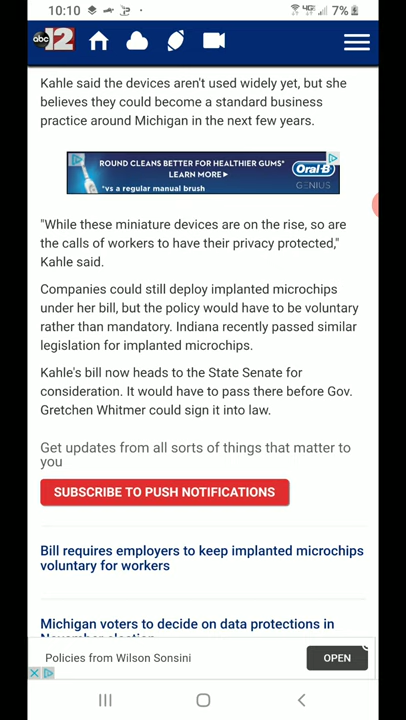 10:10
4GE
7%
abc 12
Kahle said the devices aren't used widely yet, but she
believes they could become a standard business
practice around Michigan in the next few years.
ROUND CLEANS BETTER FOR HEALTHIER GUMS*
LEARN MORE
*vs a regular manual brush
Oral-B
GENIUS
"While these miniature devices are on the rise, so are
the calls of workers to have their privacy protected,"
Kahle said.
Companies could still deploy implanted microchips
under her bill, but the policy would have to be voluntary
rather than mandatory. Indiana recently passed similar
legislation for implanted microchips.
Kahle's bill now heads to the State Senate for
consideration. It would have to pass there before Gov.
Gretchen Whitmer could sign it into law.
Get updates from all sorts of things that matter to
you
SUBSCRIBE TO PUSH NOTIFICATIONS
Bill requires employers to keep implanted microchips
voluntary for workers
Michigan voters to decide on data protections in
November election
Policies from Wilson Sonsini
OPEN